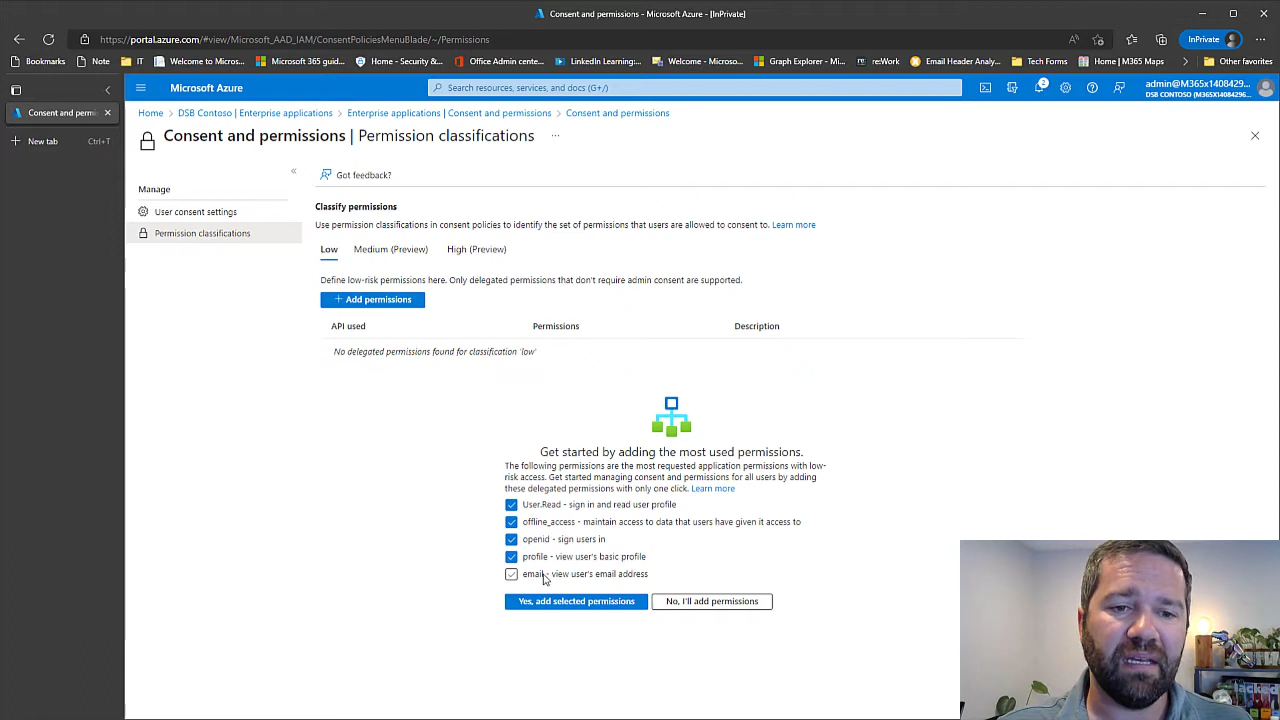 Consent and permissions - Microsoft Azure - [InPrivate]
https://portal.azure.com/#view/Microsoft_AAD_IAM/ConsentPoliciesMenuBlade/~/Permissions
InPrivate
Bookmarks
Note
IT
Welcome to Micros...
Microsoft 365 guid...
Home - Security &...
Office Admin center...
LinkedIn Learning:...
Welcome - Microso...
Graph Explorer - Mi...
re:Work
Email Header Analy...
Tech Forms
Home | M365 Maps
Other favorites
Microsoft Azure
Search resources, services, and docs (G+/)
2
admin@M365x1408429...
DSB CONTOSO (M365X14084296...
Consent and permi
New tab
Ctrl+T
Home
DSB Contoso | Enterprise applications
Enterprise applications | Consent and permissions
Consent and permissions
Consent and permissions | Permission classifications
...
Got feedback?
Manage
User consent settings
Permission classifications
Classify permissions
Use permission classifications in consent policies to identify the set of permissions that users are allowed to consent to. Learn more
Low
Medium (Preview)
High (Preview)
Define low-risk permissions here. Only delegated permissions that don't require admin consent are supported.
+ Add permissions
API used
Permissions
Description
No delegated permissions found for classification 'low'
Get started by adding the most used permissions.
The following permissions are the most requested application permissions with low-
risk access. Get started managing consent and permissions for all users by adding
these delegated permissions with only one click. Learn more
User.Read - sign in and read user profile
offline_access - maintain access to data that users have given it access to
openid - sign users in
profile - view user's basic profile
email - view user's email address
Yes, add selected permissions
No, I'll add permissions